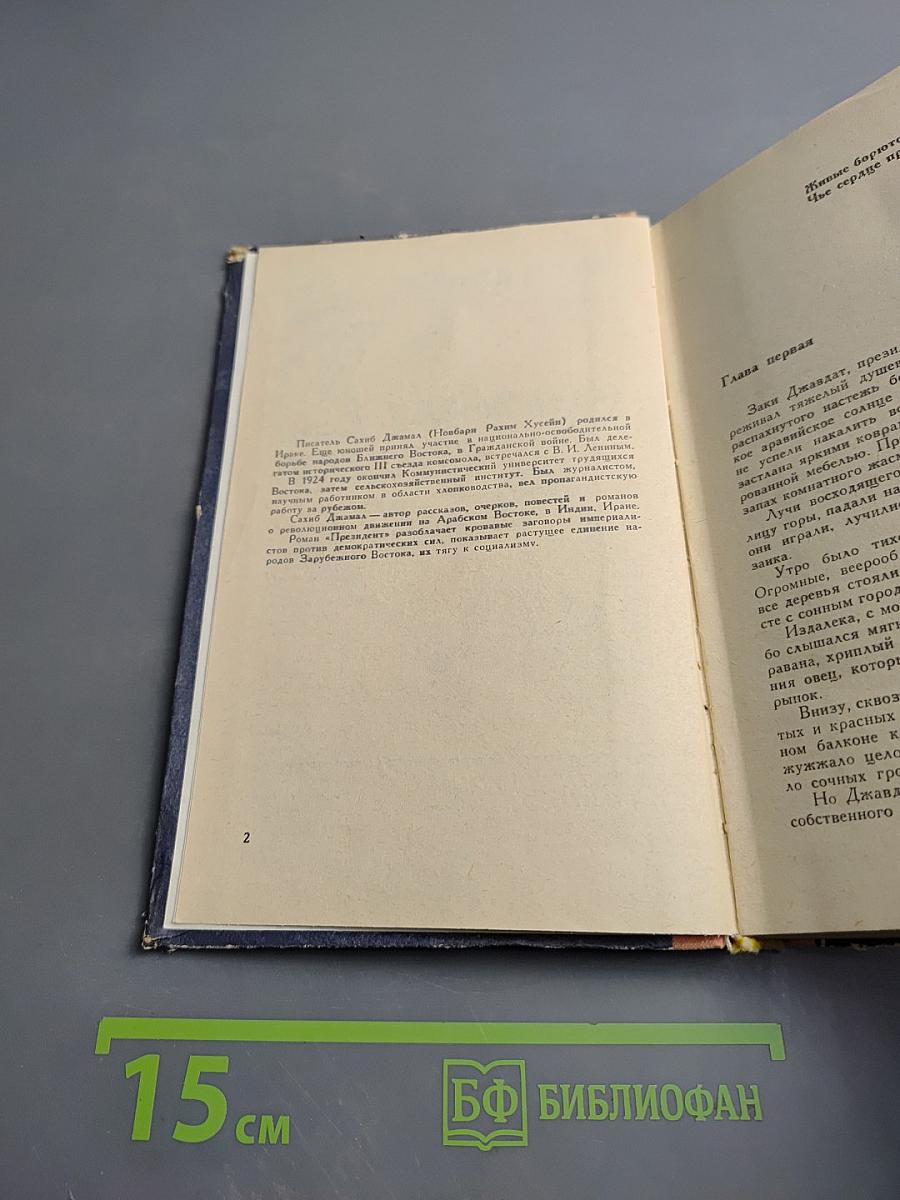 Писатель Сахиб Джамал (Новбари Рахим Хусейн) родился в
Ираке. Еще юношей принял участие в национально-освободительной
борьбе народов Ближнего Востока, в Гражданской войне. Был деле-
гатом исторического III съезда комсомола, встречался с В. И. Лениным.
В 1924 году окончил Коммунистический университет трудящихся
Востока, затем сельскохозяйственный институт. Был журналистом,
научным работником в области хлопководства, вел пропагандистскую
работу за рубежом.
Сахиб Джамал — автор рассказов, очерков, повестей и романов
о революционном движении на Арабском Востоке, в Индии, Иране.
Роман «Президент» разоблачает кровавые заговоры империали-
стов против демократических сил, показывает растущее единение на-
родов Зарубежного Востока, их тягу к социализму.
2
Живые борютс
Чье сердце пр
Глава первая
Заки Джавдат, прези
реживал тяжелый душев
распахнутого настежь б
кое аравийское солнце
не успели накалить во
застлана яркими коврам
рованной мебелью. Пр
запах комнатного жасм
Лучи восходящего
лицу горы, падали на
они играли, лучилис
заика.
Утро было тихо
Огромные, веерооб
все деревья стояли
сте с сонным город
Издалека, с мо
бо слышался мягк
равана, хриплый
ния овец, которы
рынок.
Внизу, сквоз
тых и красных
ном балконе к
жужжало цело
ло сочных гро
Но Джавд
собственного
15 см
БФ БИБЛИОФАН